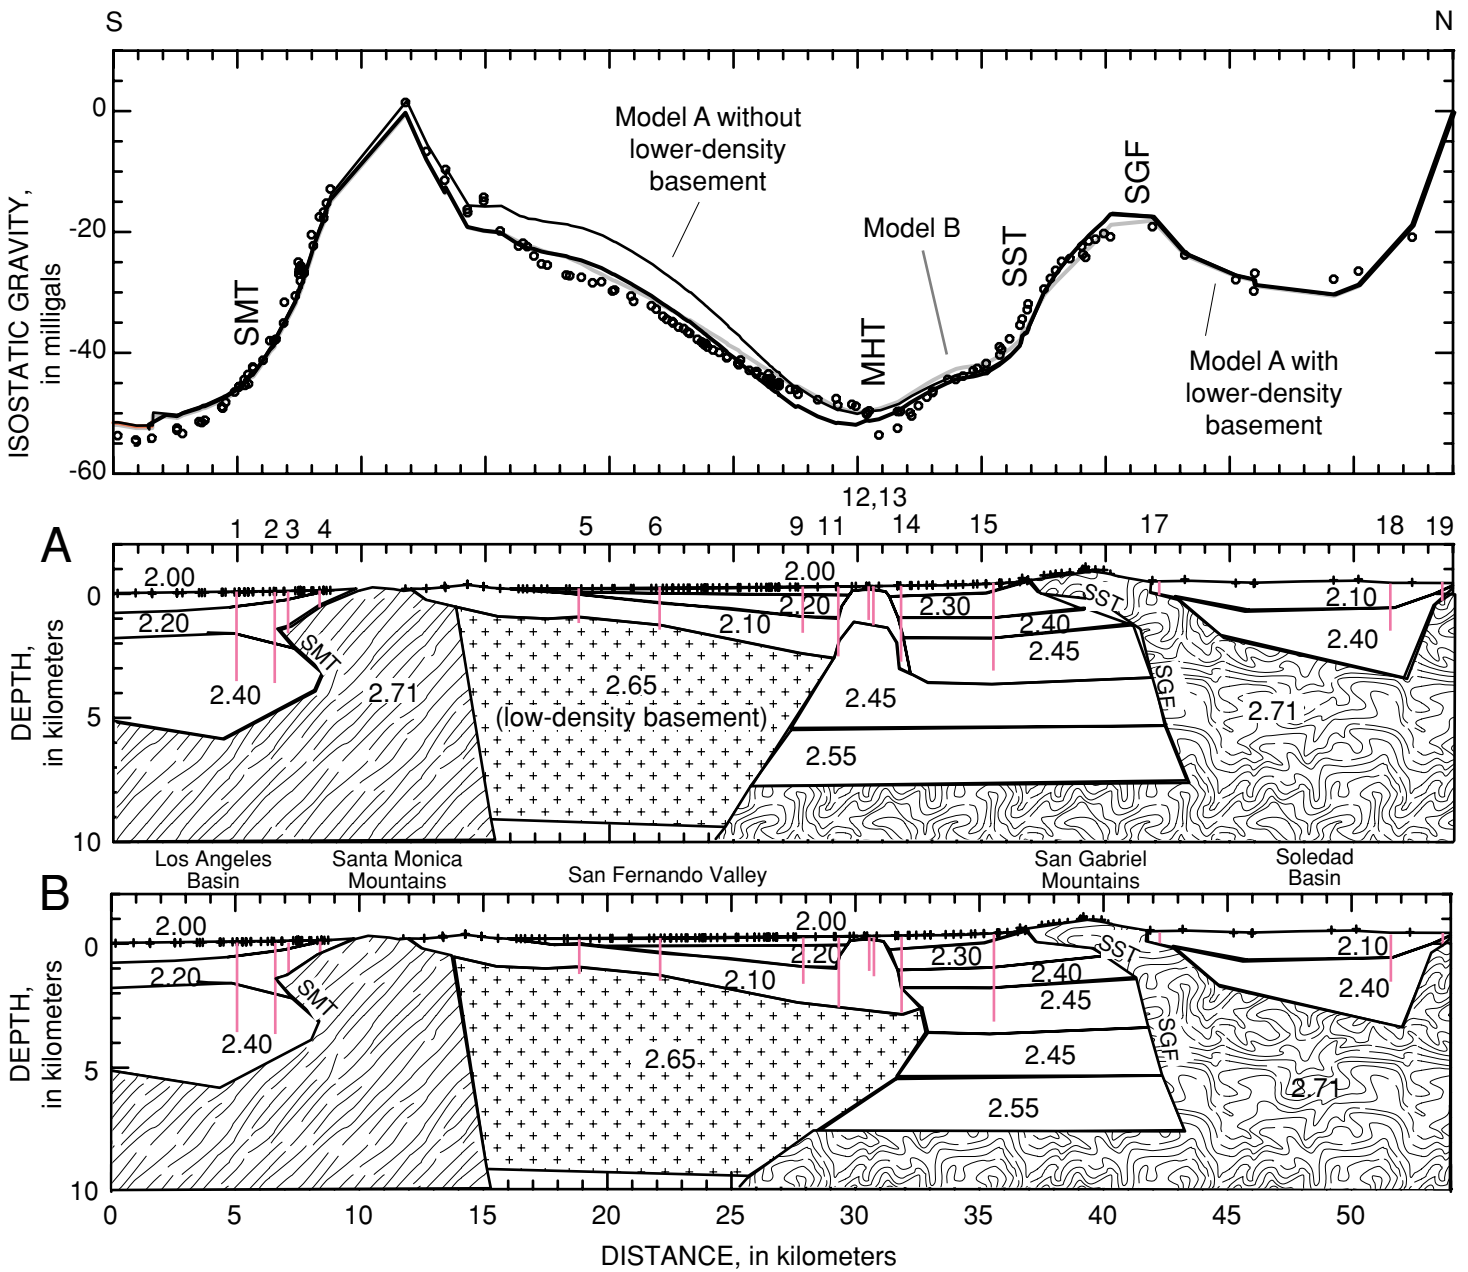 S
N
ISOSTATIC GRAVITY,
in milligals
0
-20
-40
-60
Model A without
lower-density
basement
Model B
Model A with
lower-density
basement
SMT
MHT
SST
SGF
12,13
1
2
3
4
5
6
9
11
14
15
17
18
19
A
DEPTH,
in kilometers
0
5
10
2.00
2.20
2.40
SMT
2.71
2.65
(low-density basement)
2.00
2.20
2.10
2.30
2.40
2.45
2.45
2.55
SST
SGF
2.71
2.10
2.40
Los Angeles
Basin
Santa Monica
Mountains
San Fernando Valley
San Gabriel
Mountains
Soledad
Basin
B
DEPTH,
in kilometers
0
5
10
2.00
2.20
2.40
SMT
2.65
2.00
2.20
2.10
2.30
2.40
2.45
2.45
2.55
SST
SGF
2.71
2.10
2.40
0
5
10
15
20
25
30
35
40
45
50
DISTANCE, in kilometers